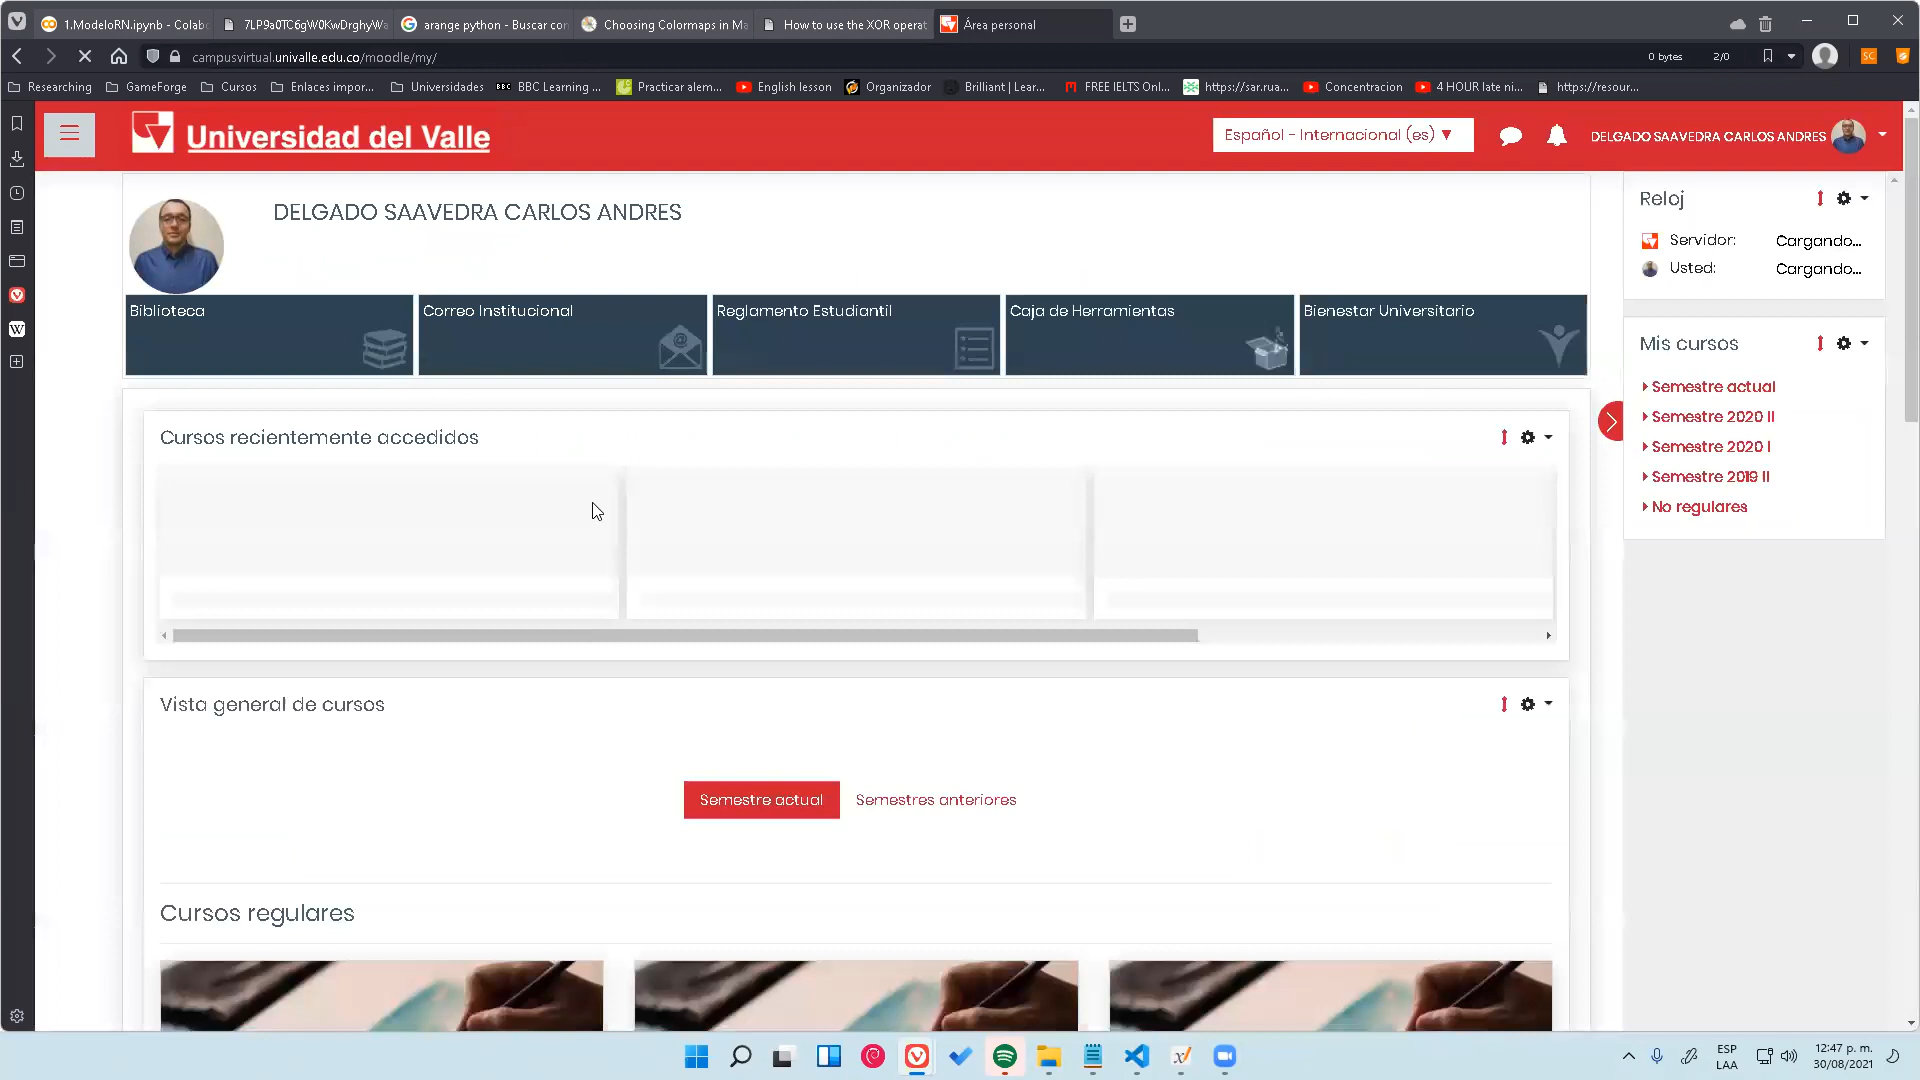 1.ModeloRN.ipynb - Colabo
7LP9a0TC6gW0KwDrghyWa
arange python - Buscar con
Choosing Colormaps in Ma
How to use the XOR operat
Área personal
campusvirtual.univalle.edu.co/moodle/my/
0 bytes
2/0
SC
Researching
GameForge
Cursos
Enlaces impor...
Universidades
BBC BBC Learning ...
Practicar alem...
English lesson
Organizador
Brilliant | Lear...
FREE IELTS Onl...
https://sar.rua...
Concentracion
4 HOUR late ni...
https://resour...
Universidad del Valle
Español - Internacional (es) ▼
DELGADO SAAVEDRA CARLOS ANDRES
DELGADO SAAVEDRA CARLOS ANDRES
Biblioteca
Correo Institucional
Reglamento Estudiantil
Caja de Herramientas
Bienestar Universitario
Cursos recientemente accedidos
Vista general de cursos
Semestre actual
Semestres anteriores
Cursos regulares
Reloj
Servidor: Cargando...
Usted: Cargando...
Mis cursos
Semestre actual
Semestre 2020 II
Semestre 2020 I
Semestre 2019 II
No regulares
W
ESP
LAA
12:47 p. m.
30/08/2021